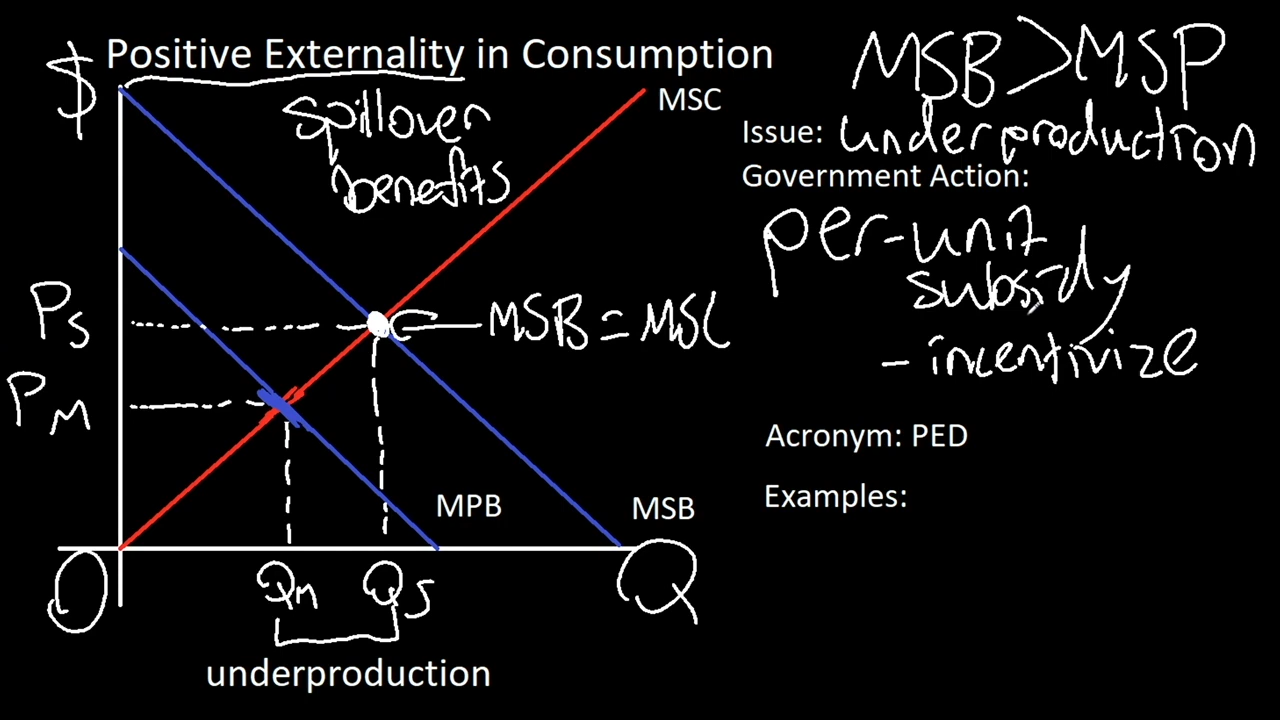 Positive Externality in Consumption
$
spillover
benefits
MSC
MSB > MSP
Issue: underproduction
Government Action:
per-unit
subsidy
- incentivize
Acronym: PED
Examples:
PS
PM
MSB = MSC
MPB
MSB
O
QM
QS
Q
underproduction